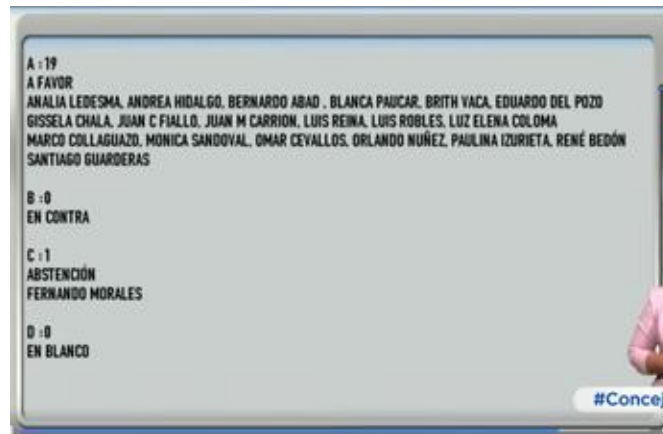 A :19
A FAVOR
ANALIA LEDESMA, ANDREA HIDALGO, BERNARDO ABAD , BLANCA PAUCAR, BRITH VACA, EDUARDO DEL POZO
GISSELA CHALA, JUAN C FIALLO, JUAN M CARRION, LUIS REINA, LUIS ROBLES, LUZ ELENA COLOMA
MARCO COLLAGUAZO, MONICA SANDOVAL, OMAR CEVALLOS, ORLANDO NUÑEZ, PAULINA IZURIETA, RENÉ BEDÓN
SANTIAGO GUARDERAS
B :0
EN CONTRA
C :1
ABSTENCIÓN
FERNANDO MORALES
D :0
EN BLANCO
#Concej